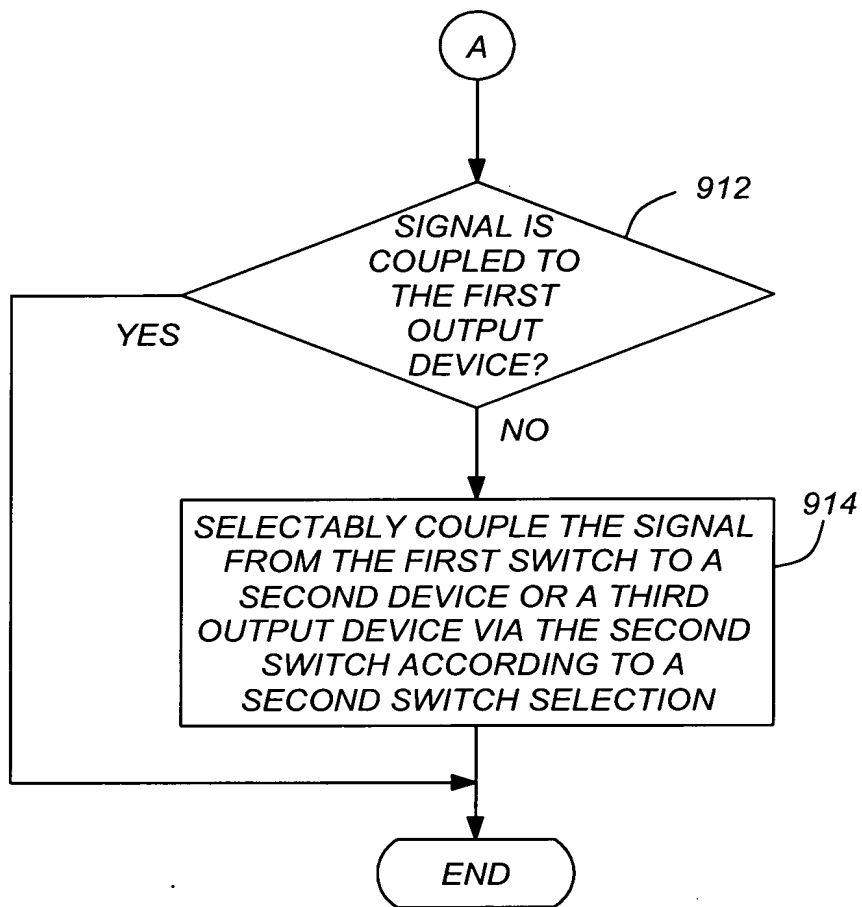 A
912
SIGNAL IS
COUPLED TO
THE FIRST
OUTPUT
DEVICE?
YES
NO
914
SELECTABLY COUPLE THE SIGNAL
FROM THE FIRST SWITCH TO A
SECOND DEVICE OR A THIRD
OUTPUT DEVICE VIA THE SECOND
SWITCH ACCORDING TO A
SECOND SWITCH SELECTION
END